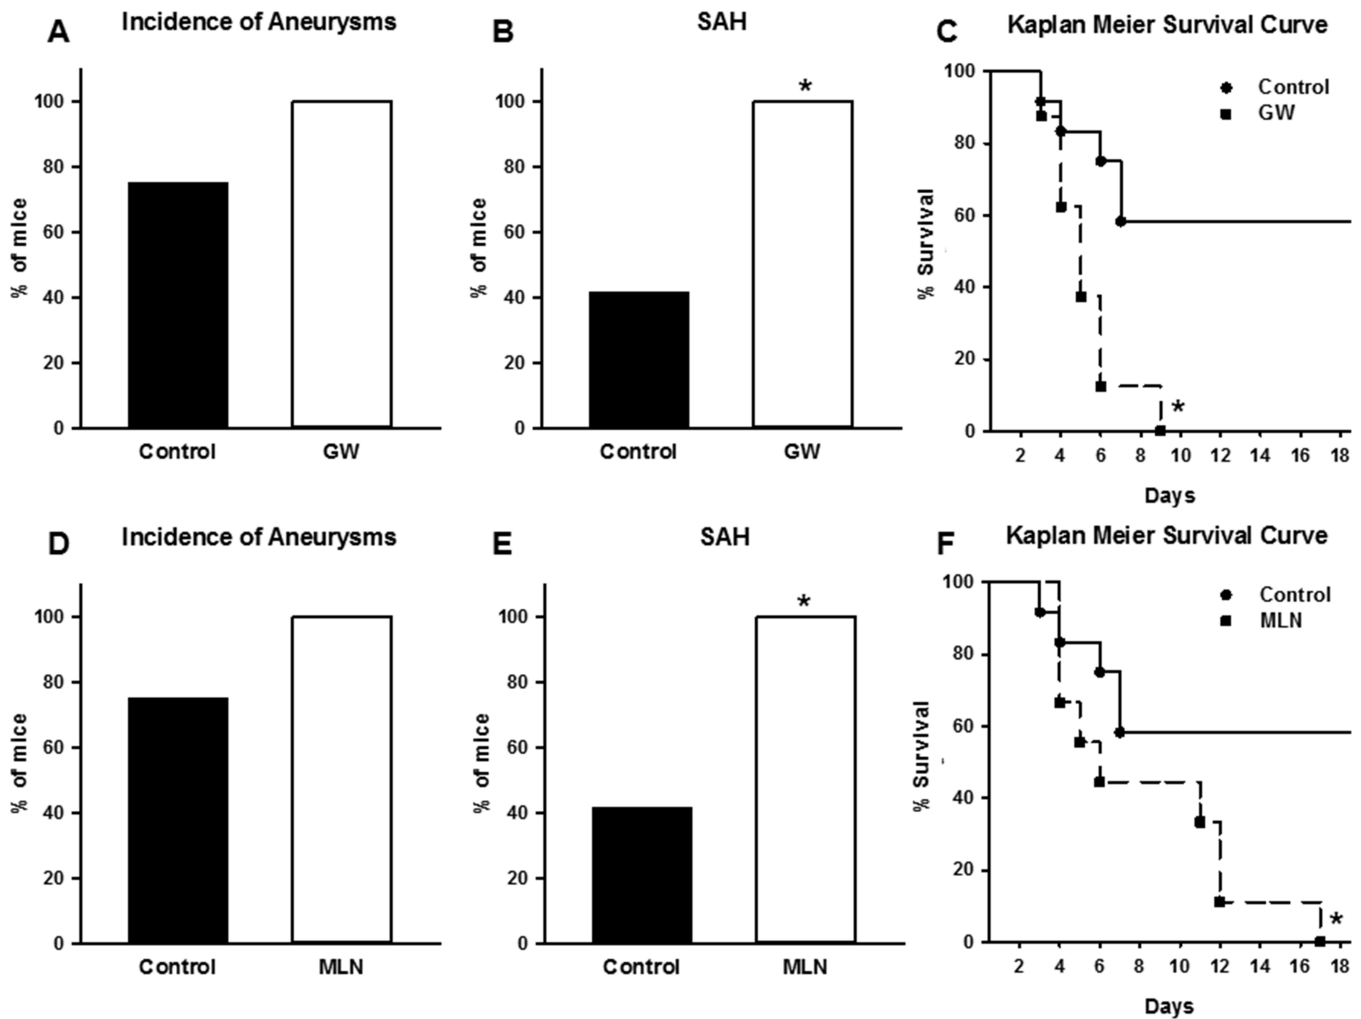 A
Incidence of Aneurysms
% of mice
100
80
60
40
20
0
Control GW
B
SAH
*
% of mice
100
80
60
40
20
0
Control GW
C
Kaplan Meier Survival Curve
Control
GW
% Survival
100
80
60
40
20
0
*
2 4 6 8 10 12 14 16 18
Days
D
Incidence of Aneurysms
% of mice
100
80
60
40
20
0
Control MLN
E
SAH
*
% of mice
100
80
60
40
20
0
Control MLN
F
Kaplan Meier Survival Curve
Control
MLN
% Survival
100
80
60
40
20
0
*
2 4 6 8 10 12 14 16 18
Days